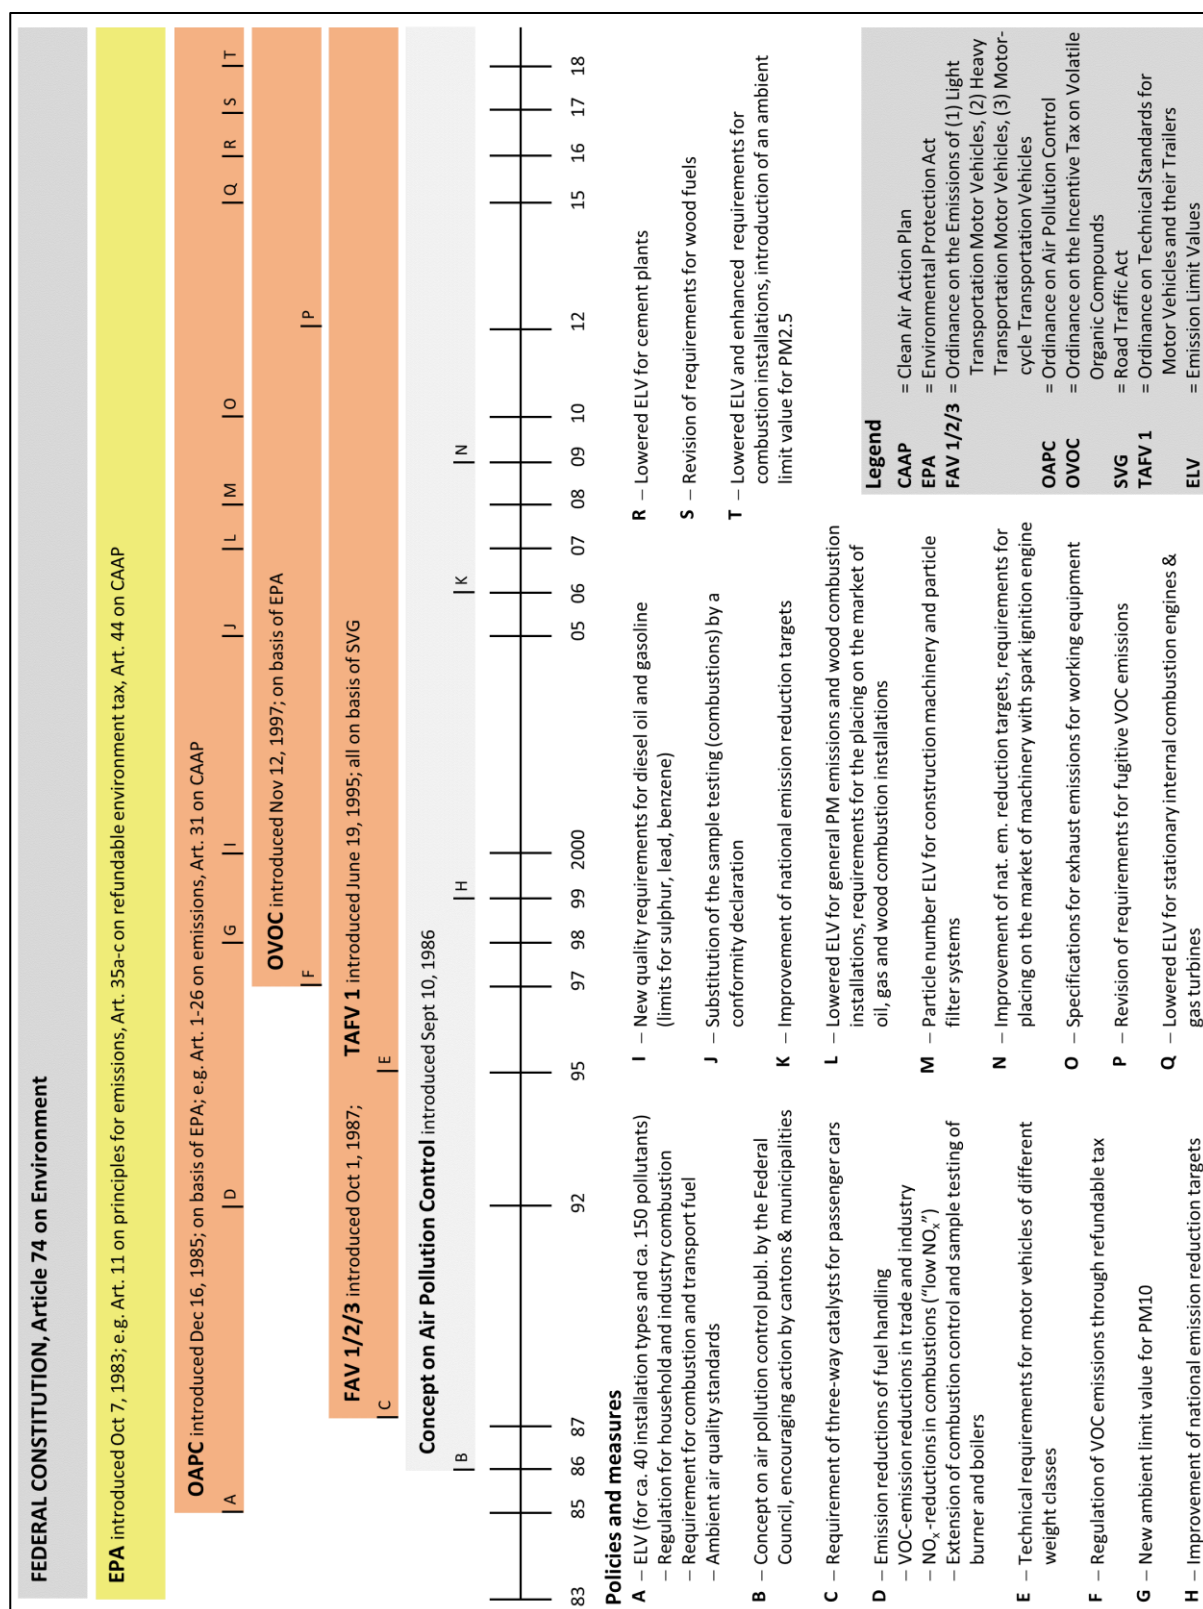 FEDERAL CONSTITUTION, Article 74 on Environment
EPA introduced Oct 7, 1983; e.g. Art. 11 on principles for emissions, Art. 35a-c on refundable environment tax, Art. 44 on CAAP
OAPC introduced Dec 16, 1985; on basis of EPA; e.g. Art. 1-26 on emissions, Art. 31 on CAAP
A D G I J L M O Q R S T
OVOC introduced Nov 12, 1997; on basis of EPA
F P
FAV 1/2/3 introduced Oct 1, 1987; TAFV 1 introduced June 19, 1995; all on basis of SVG
C E
Concept on Air Pollution Control introduced Sept 10, 1986
B H K N
83 85 86 87 92 95 97 98 99 2000 05 06 07 08 09 10 12 15 16 17 18
Policies and measures
A – ELV (for ca. 40 installation types and ca. 150 pollutants)
– Regulation for household and industry combustion
– Requirement for combustion and transport fuel
– Ambient air quality standards
B – Concept on air pollution control publ. by the Federal
Council, encouraging action by cantons & municipalities
C – Requirement of three-way catalysts for passenger cars
D – Emission reductions of fuel handling
– VOC-emission reductions in trade and industry
– NOx-reductions in combustions ("low NOx")
– Extension of combustion control and sample testing of
burner and boilers
E – Technical requirements for motor vehicles of different
weight classes
F – Regulation of VOC emissions through refundable tax
G – New ambient limit value for PM10
H – Improvement of national emission reduction targets
I – New quality requirements for diesel oil and gasoline
(limits for sulphur, lead, benzene)
J – Substitution of the sample testing (combustions) by a
conformity declaration
K – Improvement of national emission reduction targets
L – Lowered ELV for general PM emissions and wood combustion
installations, requirements for the placing on the market of
oil, gas and wood combustion installations
M – Particle number ELV for construction machinery and particle
filter systems
N – Improvement of nat. em. reduction targets, requirements for
placing on the market of machinery with spark ignition engine
O – Specifications for exhaust emissions for working equipment
P – Revision of requirements for fugitive VOC emissions
Q – Lowered ELV for stationary internal combustion engines &
gas turbines
R – Lowered ELV for cement plants
S – Revision of requirements for wood fuels
T – Lowered ELV and enhanced requirements for
combustion installations, introduction of an ambient
limit value for PM2.5
Legend
CAAP = Clean Air Action Plan
EPA = Environmental Protection Act
FAV 1/2/3 = Ordinance on the Emissions of (1) Light
Transportation Motor Vehicles, (2) Heavy
Transportation Motor Vehicles, (3) Motor-
cycle Transportation Vehicles
OAPC = Ordinance on Air Pollution Control
OVOC = Ordinance on the Incentive Tax on Volatile
Organic Compounds
SVG = Road Traffic Act
TAFV 1 = Ordinance on Technical Standards for
Motor Vehicles and their Trailers
ELV = Emission Limit Values